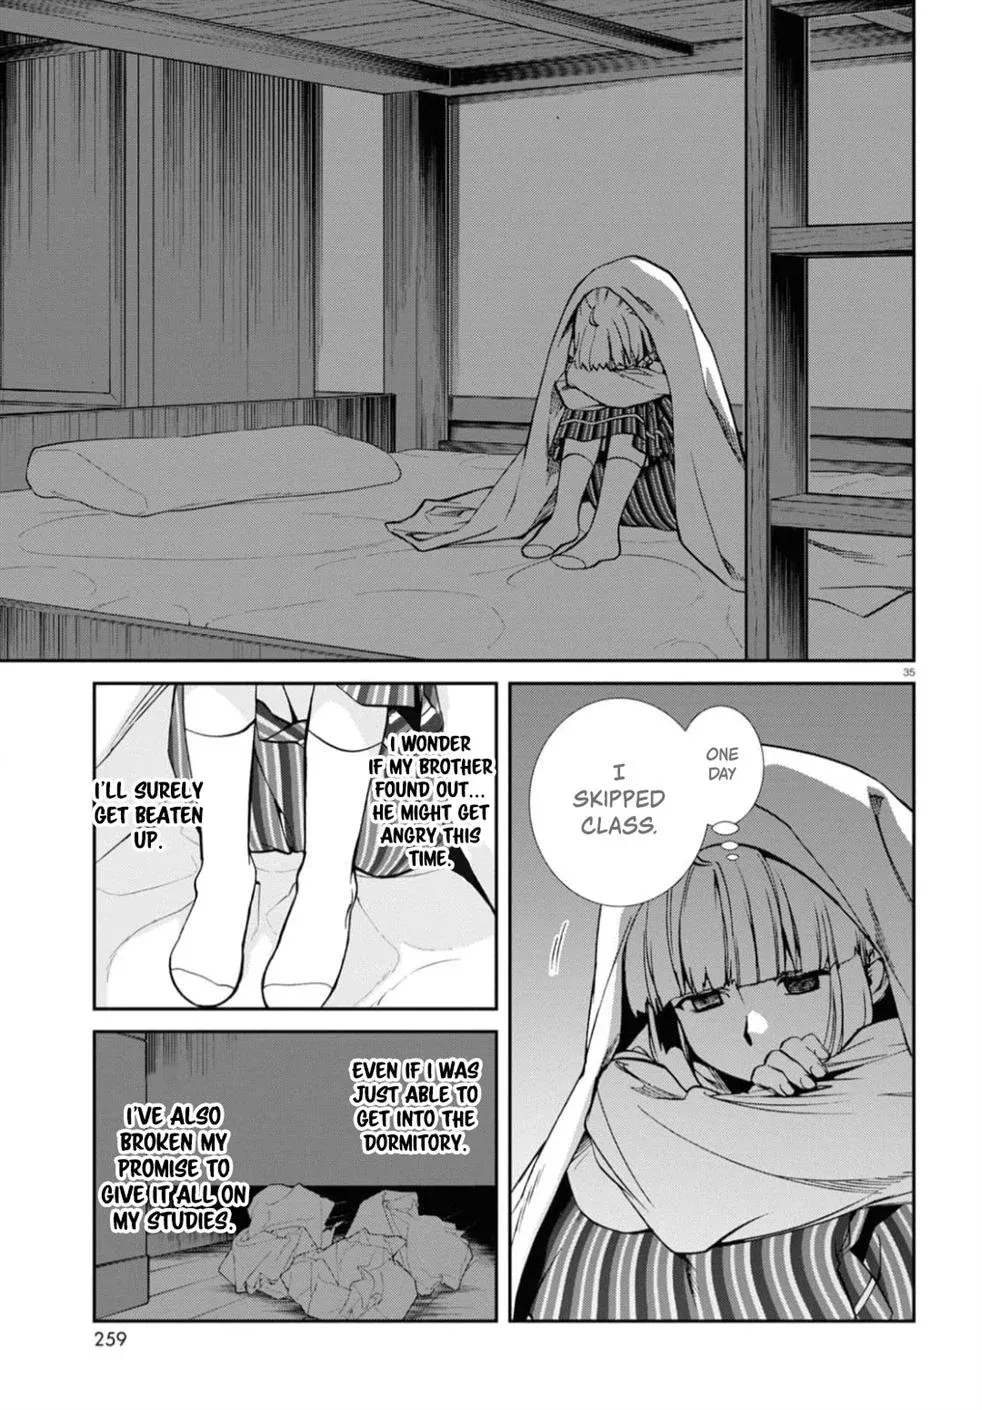 35
ONE
DAY
I
SKIPPED
CLASS.
I WONDER
IF MY BROTHER
FOUND OUT...
HE MIGHT GET
ANGRY THIS
TIME.
I'LL SURELY
GET BEATEN
UP.
EVEN IF I WAS
JUST ABLE TO
GET INTO THE
DORMITORY.
I'VE ALSO
BROKEN MY
PROMISE TO
GIVE IT ALL ON
MY STUDIES.
259